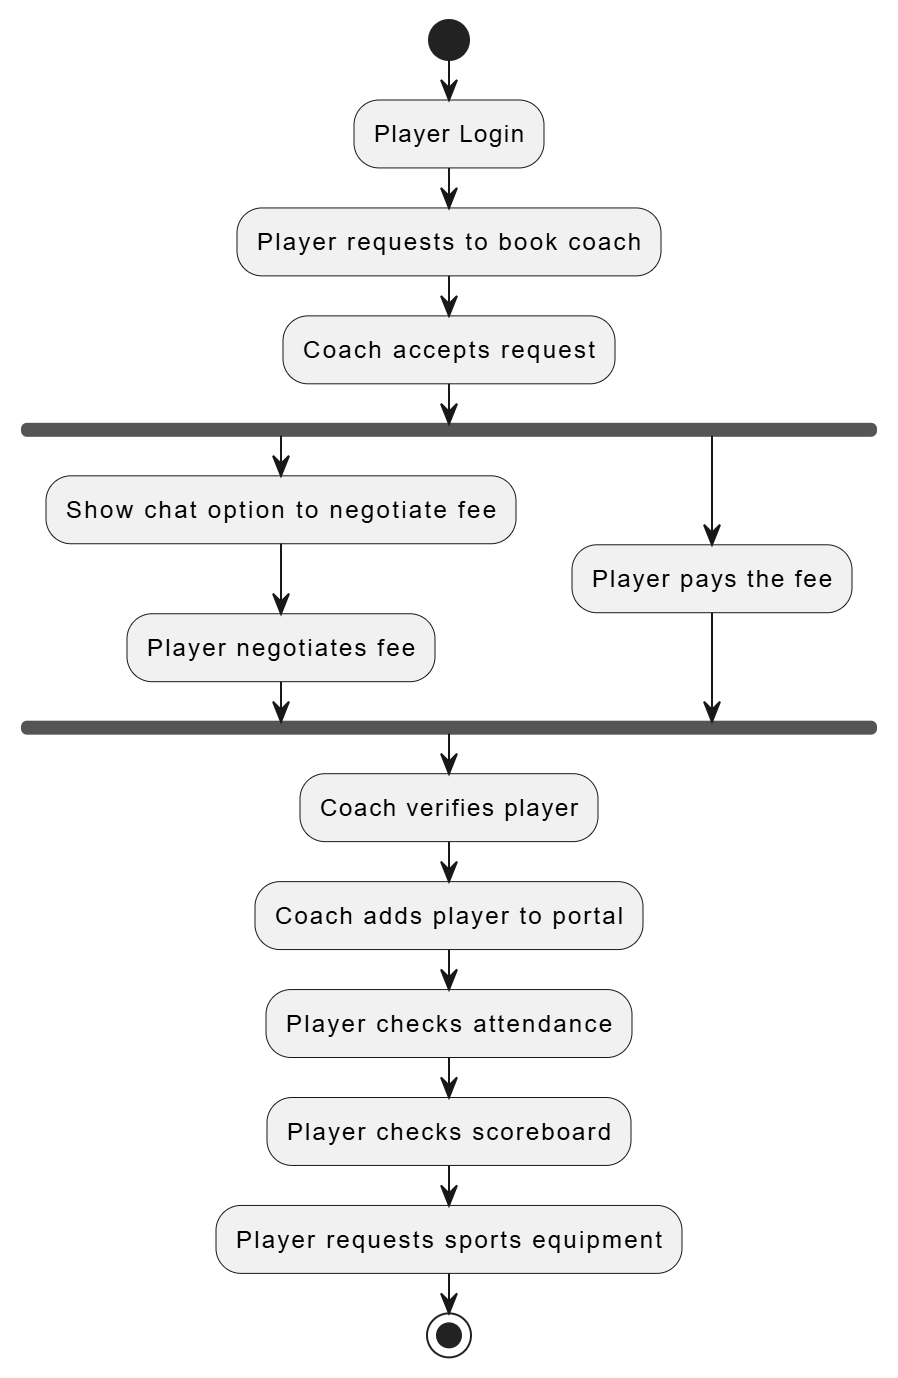 Player Login
Player requests to book coach
Coach accepts request
Show chat option to negotiate fee
Player pays the fee
Player negotiates fee
Coach verifies player
Coach adds player to portal
Player checks attendance
Player checks scoreboard
Player requests sports equipment